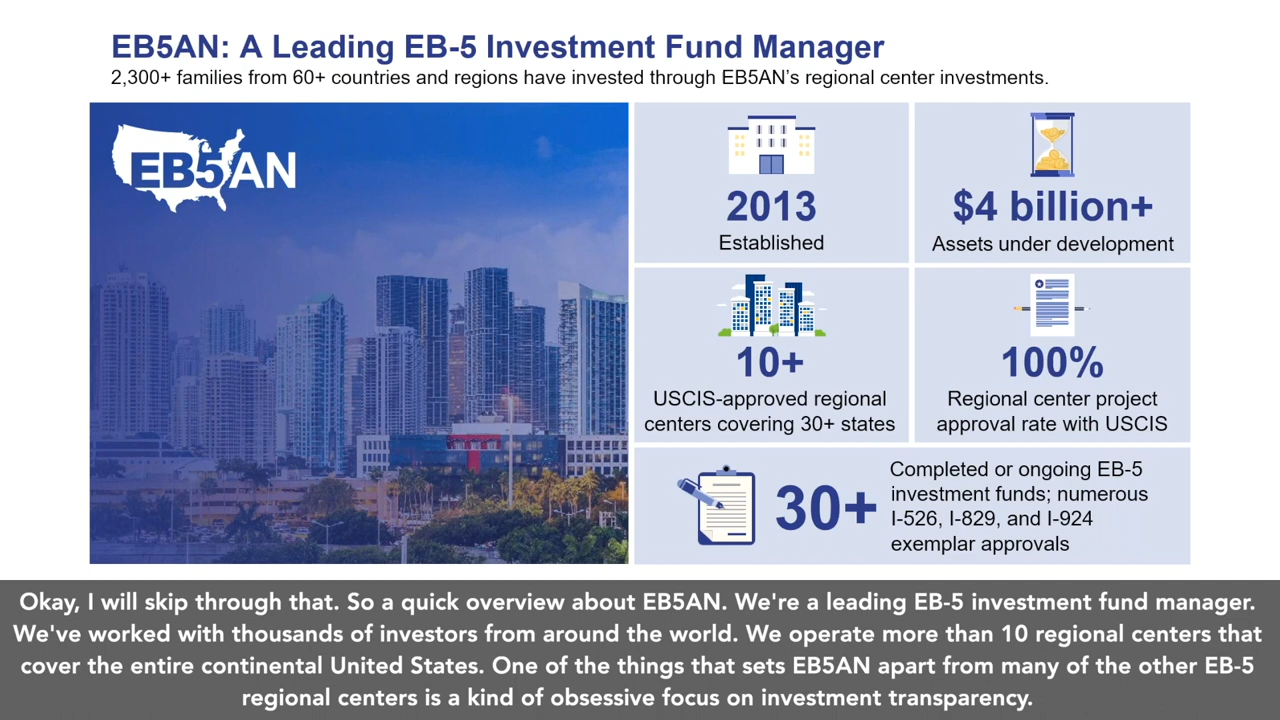 EB5AN: A Leading EB-5 Investment Fund Manager
2,300+ families from 60+ countries and regions have invested through EB5AN’s regional center investments.
EB5AN
2013
Established
$4 billion+
Assets under development
10+
USCIS-approved regional
centers covering 30+ states
100%
Regional center project
approval rate with USCIS
30+
Completed or ongoing EB-5
investment funds; numerous
I-526, I-829, and I-924
exemplar approvals
Okay, I will skip through that. So a quick overview about EB5AN. We're a leading EB-5 investment fund manager.
We've worked with thousands of investors from around the world. We operate more than 10 regional centers that
cover the entire continental United States. One of the things that sets EB5AN apart from many of the other EB-5
regional centers is a kind of obsessive focus on investment transparency.